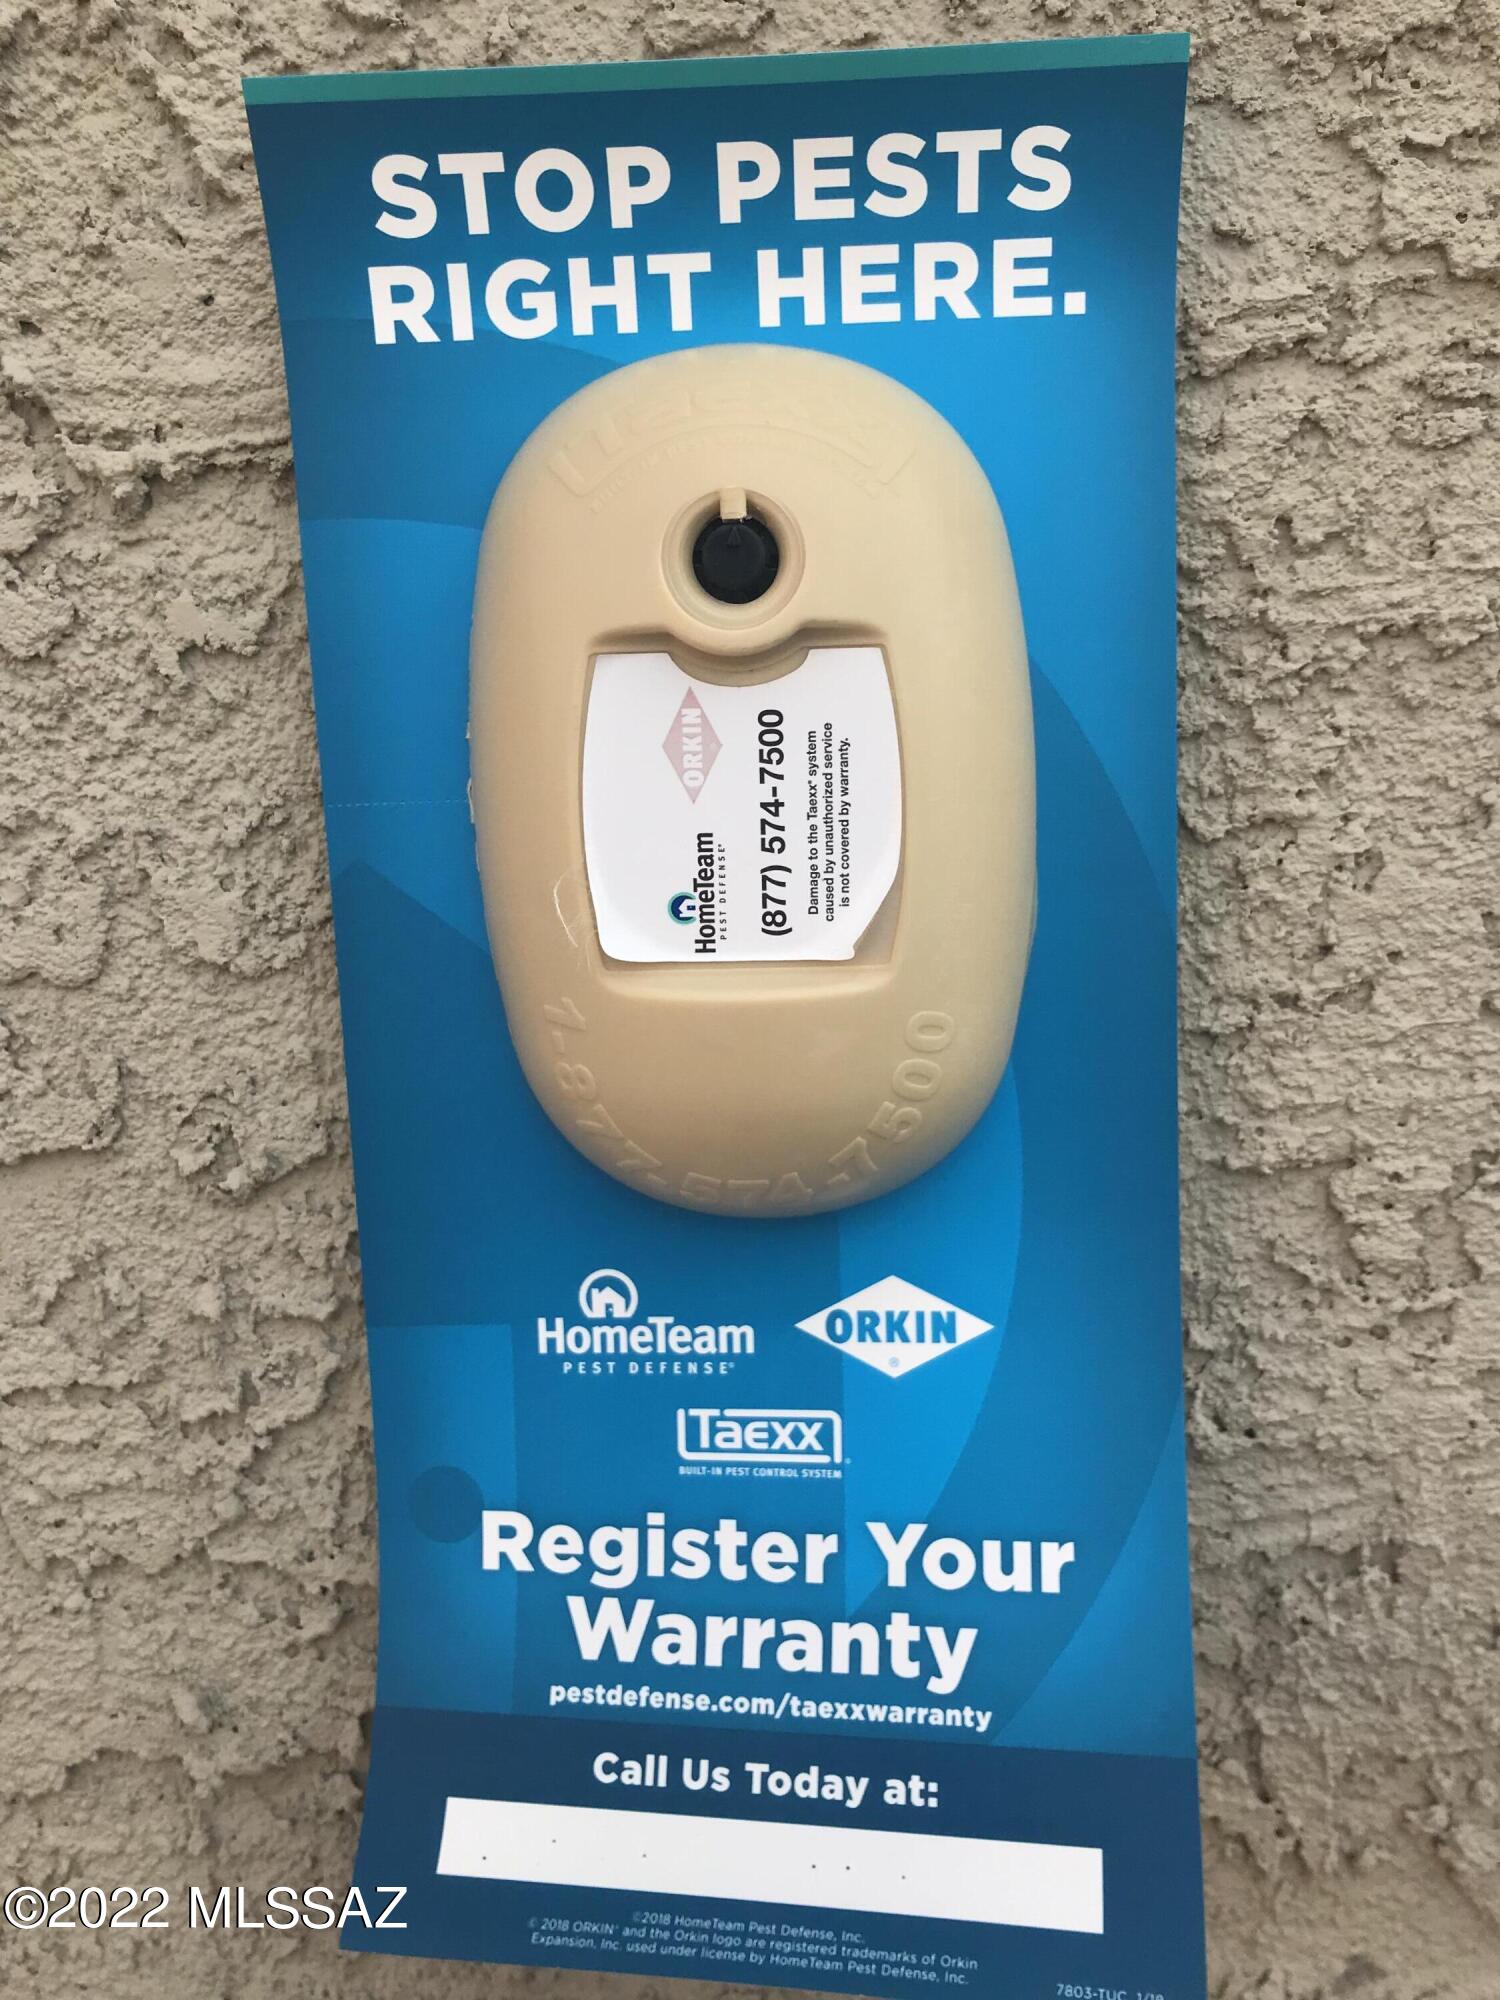 STOP PESTS
RIGHT HERE.
ORKIN
HomeTeam
PEST DEFENSE®
(877) 574-7500
Damage to the Taexx® system
caused by unauthorized service
is not covered by warranty.
1-877-574-7500
HomeTeam
PEST DEFENSE®
ORKIN
®
Taexx®
BUILT-IN PEST CONTROL SYSTEM
Register Your
Warranty
pestdefense.com/taexxwarranty
Call Us Today at:
©2018 HomeTeam Pest Defense, Inc.
© 2018 ORKIN® and the Orkin logo are registered trademarks of Orkin
Expansion, Inc. used under license by HomeTeam Pest Defense, Inc.
7803-TUC
©2022 MLSSAZ